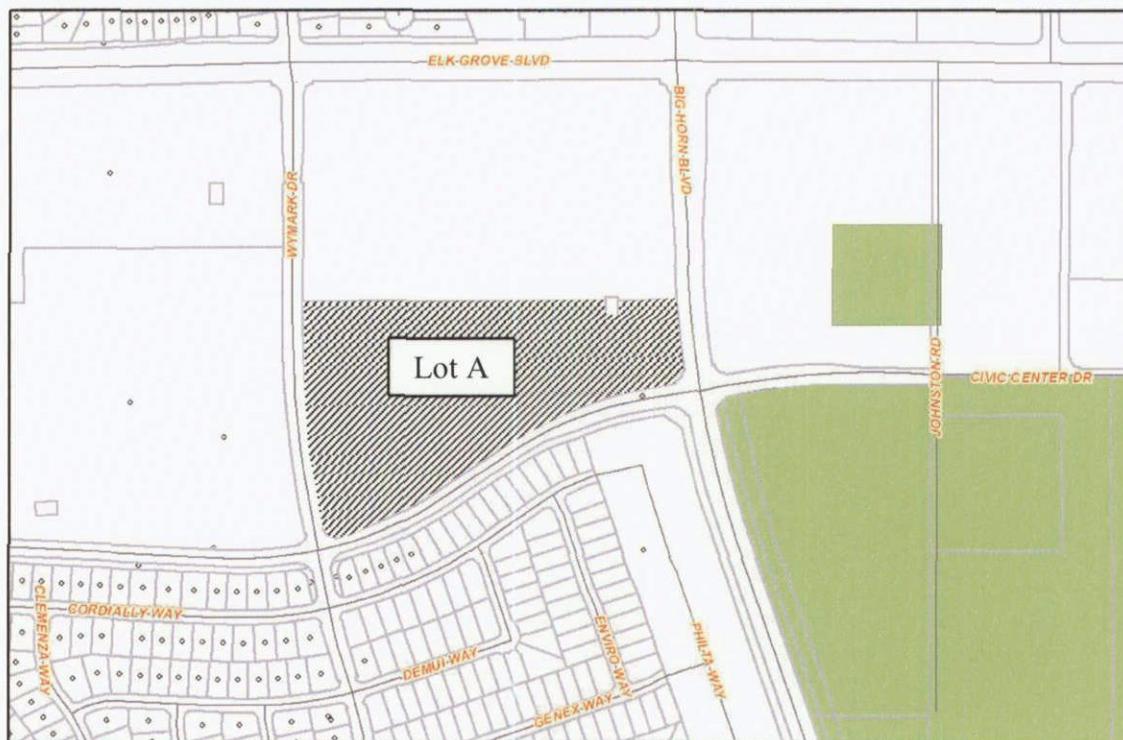 ELK-GROVE-BLVD
BIG-HORN-BLVD
WYMARK-DR
Lot A
CIVIC CENTER DR
JOHNSTON-RD
CLEMENZA-WAY
CORDIALLY-WAY
DEMUI-WAY
ENVIRO-WAY
PHILTA-WAY
GENEX-WAY